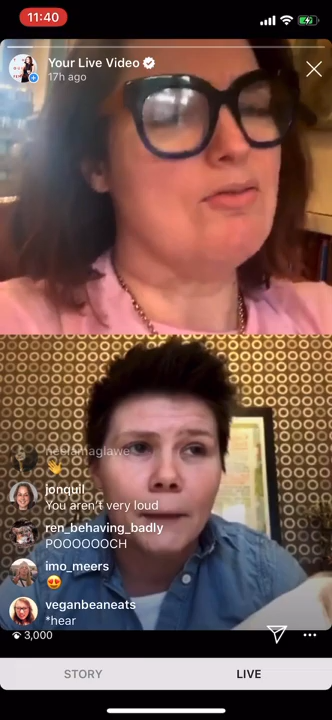 11:40
Your Live Video
17h ago
neelamaglawe
👋
jonquil
You aren't very loud
ren_behaving_badly
POOOOOOCH
imo_meers
😍
veganbeaneats
*hear
3,000
STORY LIVE